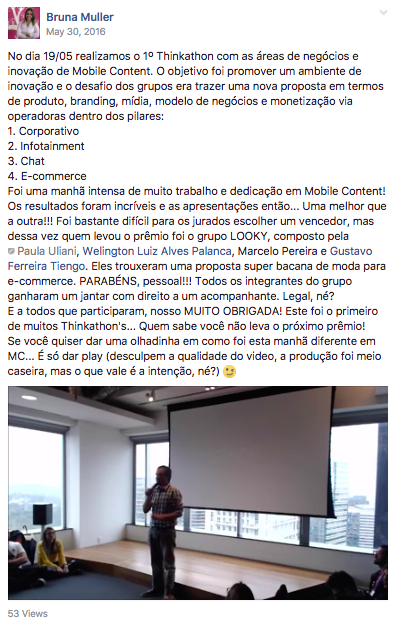 Bruna Muller
May 30, 2016
No dia 19/05 realizamos o 1º Thinkathon com as áreas de negócios e
inovação de Mobile Content. O objetivo foi promover um ambiente de
inovação e o desafio dos grupos era trazer uma nova proposta em termos
de produto, branding, mídia, modelo de negócios e monetização via
operadoras dentro dos pilares:
1. Corporativo
2. Infotainment
3. Chat
4. E-commerce
Foi uma manhã intensa de muito trabalho e dedicação em Mobile Content!
Os resultados foram incríveis e as apresentações então... Uma melhor que
a outra!!! Foi bastante difícil para os jurados escolher um vencedor, mas
dessa vez quem levou o prêmio foi o grupo LOOKY, composto pela
Paula Uliani, Welington Luiz Alves Palanca, Marcelo Pereira e Gustavo
Ferreira Tiengo. Eles trouxeram uma proposta super bacana de moda para
e-commerce. PARABÉNS, pessoal!!! Todos os integrantes do grupo
ganharam um jantar com direito a um acompanhante. Legal, né?
E a todos que participaram, nosso MUITO OBRIGADA! Este foi o primeiro
de muitos Thinkathon's... Quem sabe você não leva o próximo prêmio!
Se você quiser dar uma olhadinha em como foi esta manhã diferente em
MC... É só dar play (desculpem a qualidade do video, a produção foi meio
caseira, mas o que vale é a intenção, né?) 😉
53 Views